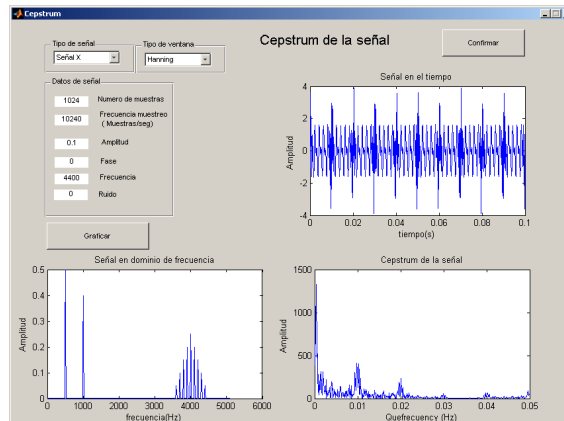 Cepstrum
Tipo de señal
Señal X
Tipo de ventana
Hanning
Cepstrum de la señal
Confirmar
Datos de señal
1024 Numero de muestras
10240 Frecuencia muestreo
( Muestras/seg)
0.1 Amplitud
0 Fase
4400 Frecuencia
0 Ruido
Graficar
Señal en el tiempo
Amplitud
4
2
0
-2
-4
0 0.02 0.04 0.06 0.08 0.1
tiempo(s)
Señal en dominio de frecuencia
Amplitud
0.5
0.4
0.3
0.2
0.1
0
0 1000 2000 3000 4000 5000 6000
frecuencia(Hz)
Cepstrum de la señal
Amplitud
1500
1000
500
0
0 0.01 0.02 0.03 0.04 0.05
Quefrecuency (Hz)